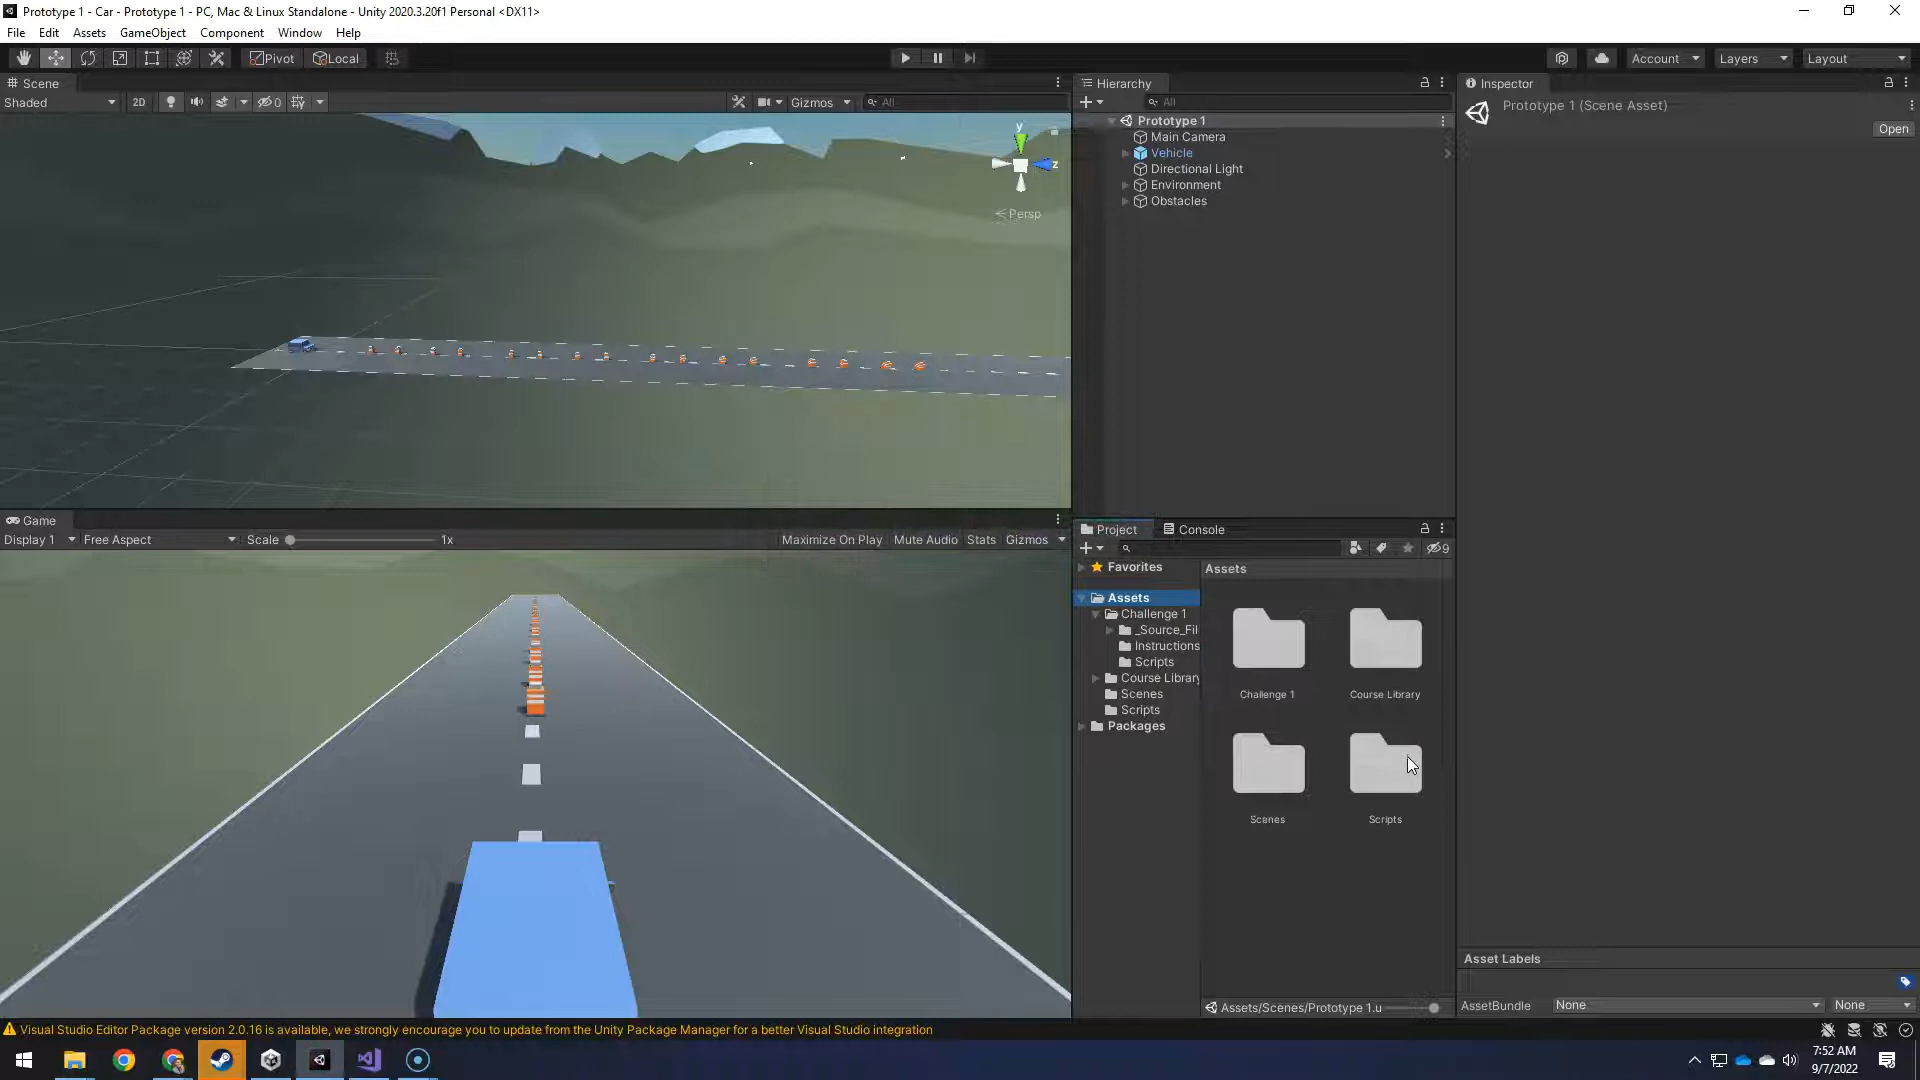 Prototype 1 - Car - Prototype 1 - PC, Mac & Linux Standalone - Unity 2020.3.20f1 Personal <DX11>
File Edit Assets GameObject Component Window Help
Pivot Local Account Layers Layout
Scene
Shaded 2D 0 Gizmos All
y
z
Persp
Hierarchy
All
Prototype 1
Main Camera
Vehicle
Directional Light
Environment
Obstacles
Inspector
Prototype 1 (Scene Asset)
Open
Game
Display 1 Free Aspect Scale 1x Maximize On Play Mute Audio Stats Gizmos
Project Console
9
Favorites
Assets
Challenge 1
_Source_Fil
Instructions
Scripts
Course Library
Scenes
Scripts
Packages
Assets
Challenge 1 Course Library
Scenes Scripts
Assets/Scenes/Prototype 1.u
Asset Labels
AssetBundle None None
Visual Studio Editor Package version 2.0.16 is available, we strongly encourage you to update from the Unity Package Manager for a better Visual Studio integration
7:52 AM
9/7/2022